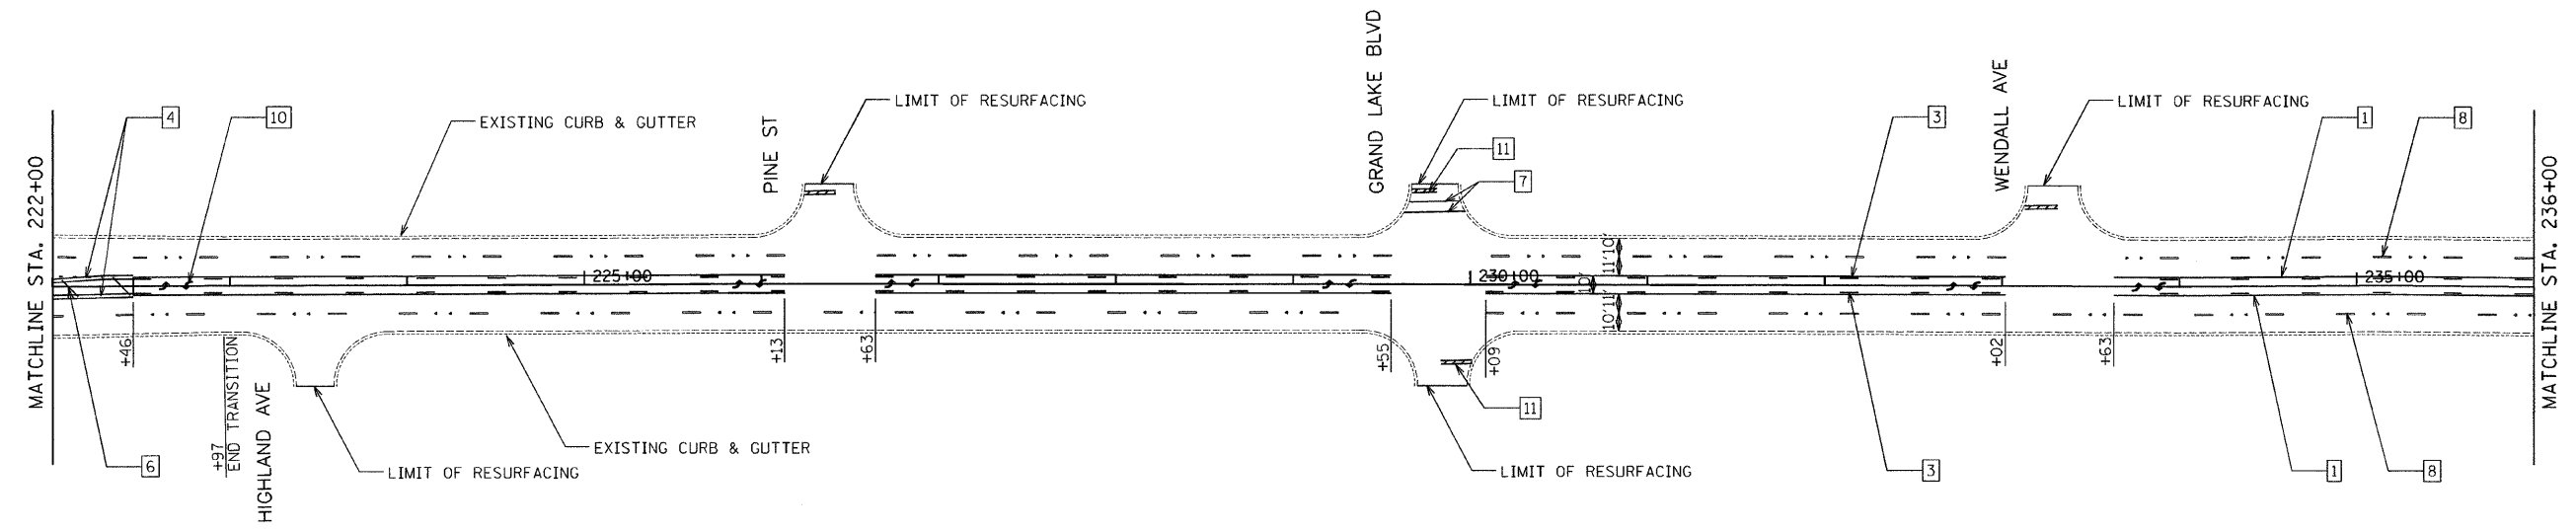 MATCHLINE STA. 222+00
4
10
EXISTING CURB & GUTTER
PINE ST
LIMIT OF RESURFACING
GRAND LAKE BLVD
LIMIT OF RESURFACING
11
7
3
WENDALL AVE
LIMIT OF RESURFACING
1
8
MATCHLINE STA. 236+00
225+00
230+00
235+00
11'10'
10'
10'11'
+46
+97
END TRANSITION
HIGHLAND AVE
+13
+63
+55
+09
+02
+63
6
LIMIT OF RESURFACING
EXISTING CURB & GUTTER
11
LIMIT OF RESURFACING
3
1
8